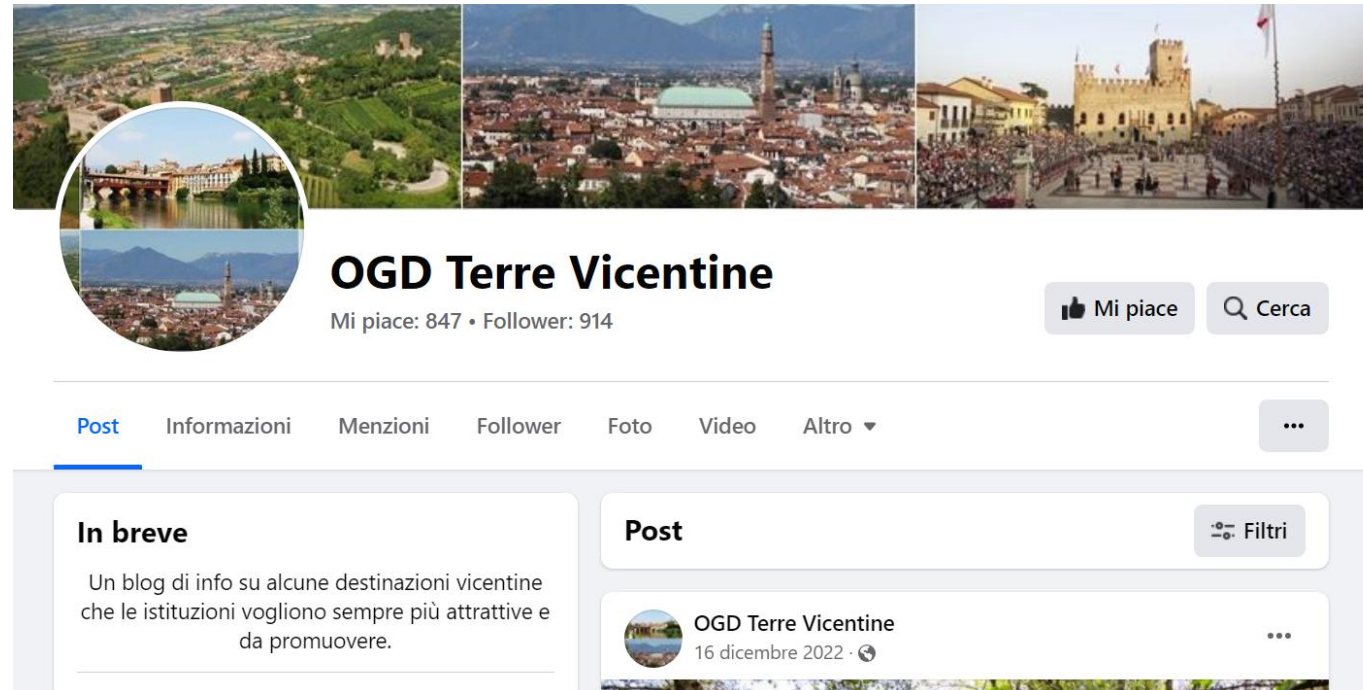 OGD Terre Vicentine
Mi piace: 847 • Follower: 914
Mi piace
Cerca
Post Informazioni Menzioni Follower Foto Video Altro
In breve
Un blog di info su alcune destinazioni vicentine
che le istituzioni vogliono sempre più attrattive e
da promuovere.
Post
Filtri
OGD Terre Vicentine
16 dicembre 2022 ·